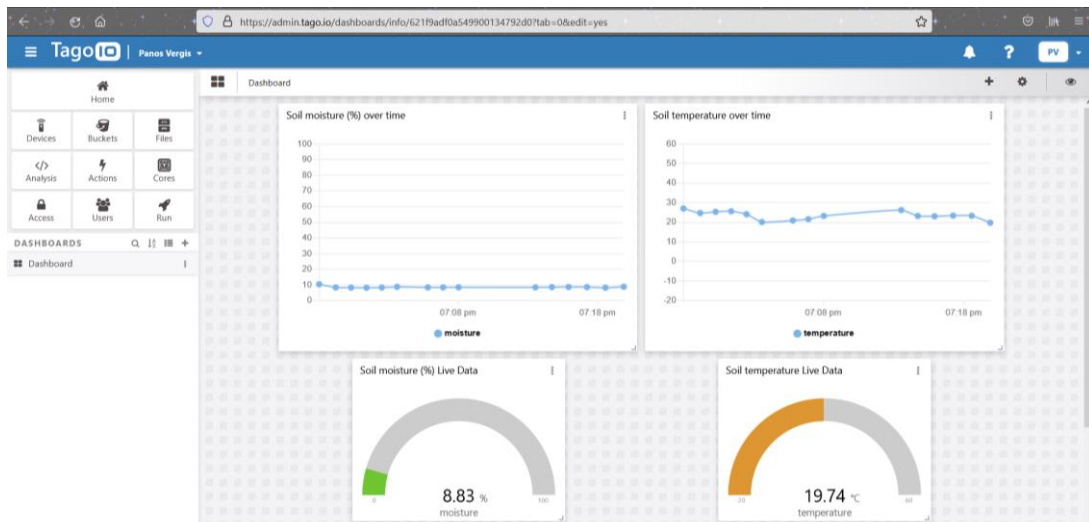 https://admin.tago.io/dashboards/info/621f9adf0a549900134792d0?tab=0&edit=yes
TagoIO | Panos Vergis
PV
Home
Devices Buckets Files
Analysis Actions Cores
Access Users Run
DASHBOARDS
Dashboard
Dashboard
Soil moisture (%) over time
100
90
80
70
60
50
40
30
20
10
0
07:08 pm 07:18 pm
moisture
Soil temperature over time
60
50
40
30
20
10
0
-10
-20
07:08 pm 07:18 pm
temperature
Soil moisture (%) Live Data
8.83 %
0 100
moisture
Soil temperature Live Data
19.74 °C
-20 60
temperature